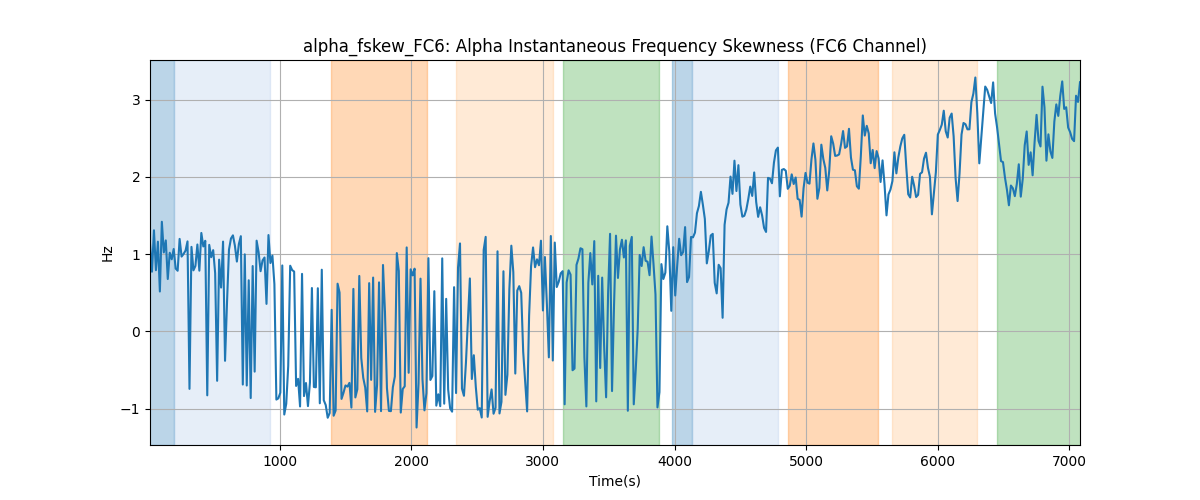 alpha_fskew_FC6: Alpha Instantaneous Frequency Skewness (FC6 Channel)
3
2
1
0
−1
Hz
1000 2000 3000 4000 5000 6000 7000
Time(s)